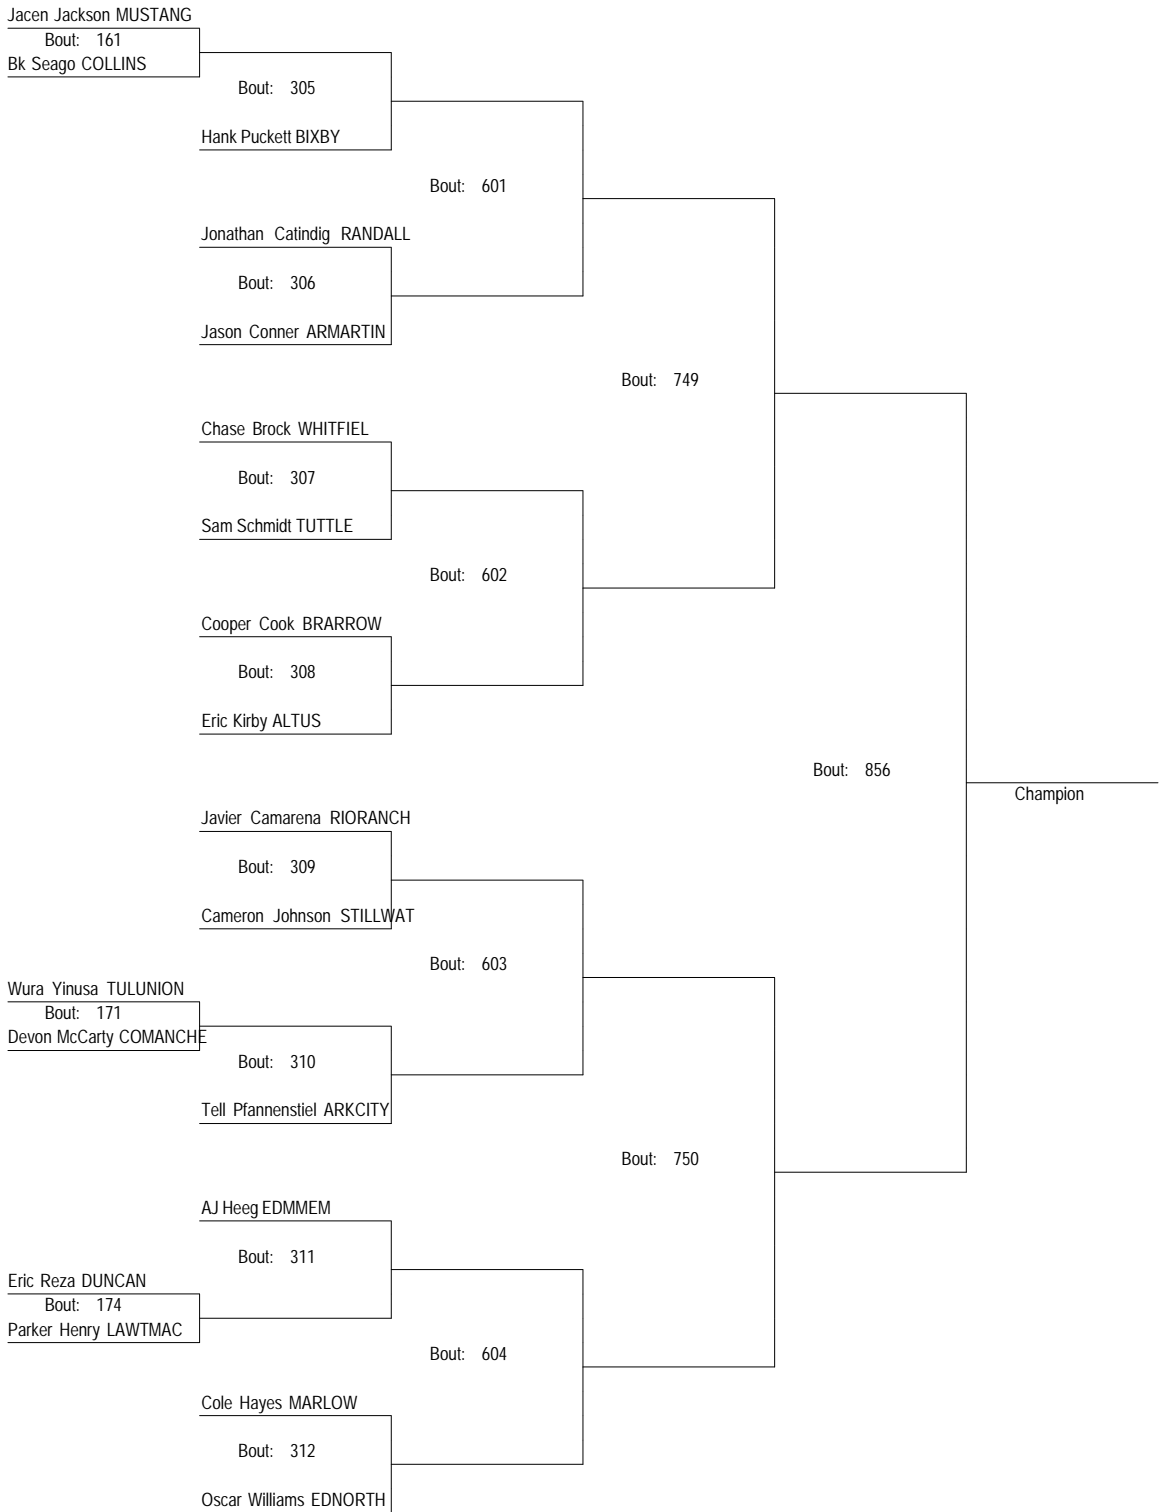 Jacen Jackson MUSTANG
Bout: 161
Bk Seago COLLINS
Bout: 305
Hank Puckett BIXBY
Bout: 601
Jonathan Catindig RANDALL
Bout: 306
Jason Conner ARMARTIN
Bout: 749
Chase Brock WHITFIEL
Bout: 307
Sam Schmidt TUTTLE
Bout: 602
Cooper Cook BRARROW
Bout: 308
Eric Kirby ALTUS
Bout: 856
Champion
Javier Camarena RIORANCH
Bout: 309
Cameron Johnson STILLWAT
Bout: 603
Wura Yinusa TULUNION
Bout: 171
Devon McCarty COMANCHE
Bout: 310
Tell Pfannenstiel ARKCITY
Bout: 750
AJ Heeg EDMMEM
Bout: 311
Eric Reza DUNCAN
Bout: 174
Parker Henry LAWTMAC
Bout: 604
Cole Hayes MARLOW
Bout: 312
Oscar Williams EDNORTH